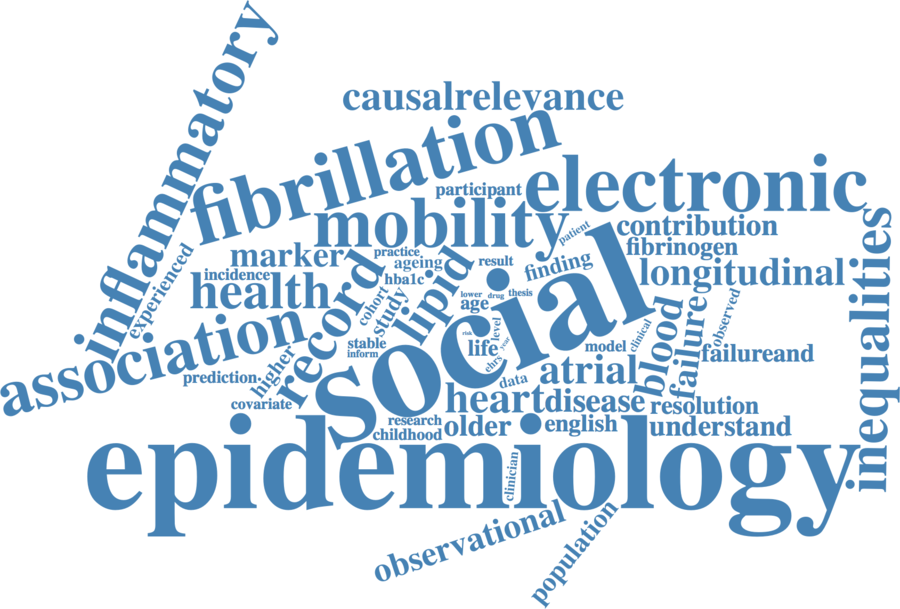 inflammatory
causalrelevance
fibrillation
electronic
participant
mobility
patient
contribution
fibrinogen
inequalities
experienced
marker
practice
ageing
result
finding
longitudinal
incidence
hba1c
health
record
cohort
study
lipid
lower
drug
thesis
age
social
blood
failure
observed
association
stable
inform
risk
level
life
year
ehrs
model
clinical
failureand
prediction
higher
data
atrial
covariate
heart
disease
resolution
research
childhood
older
english
understand
epidemiology
clinician
observational
population